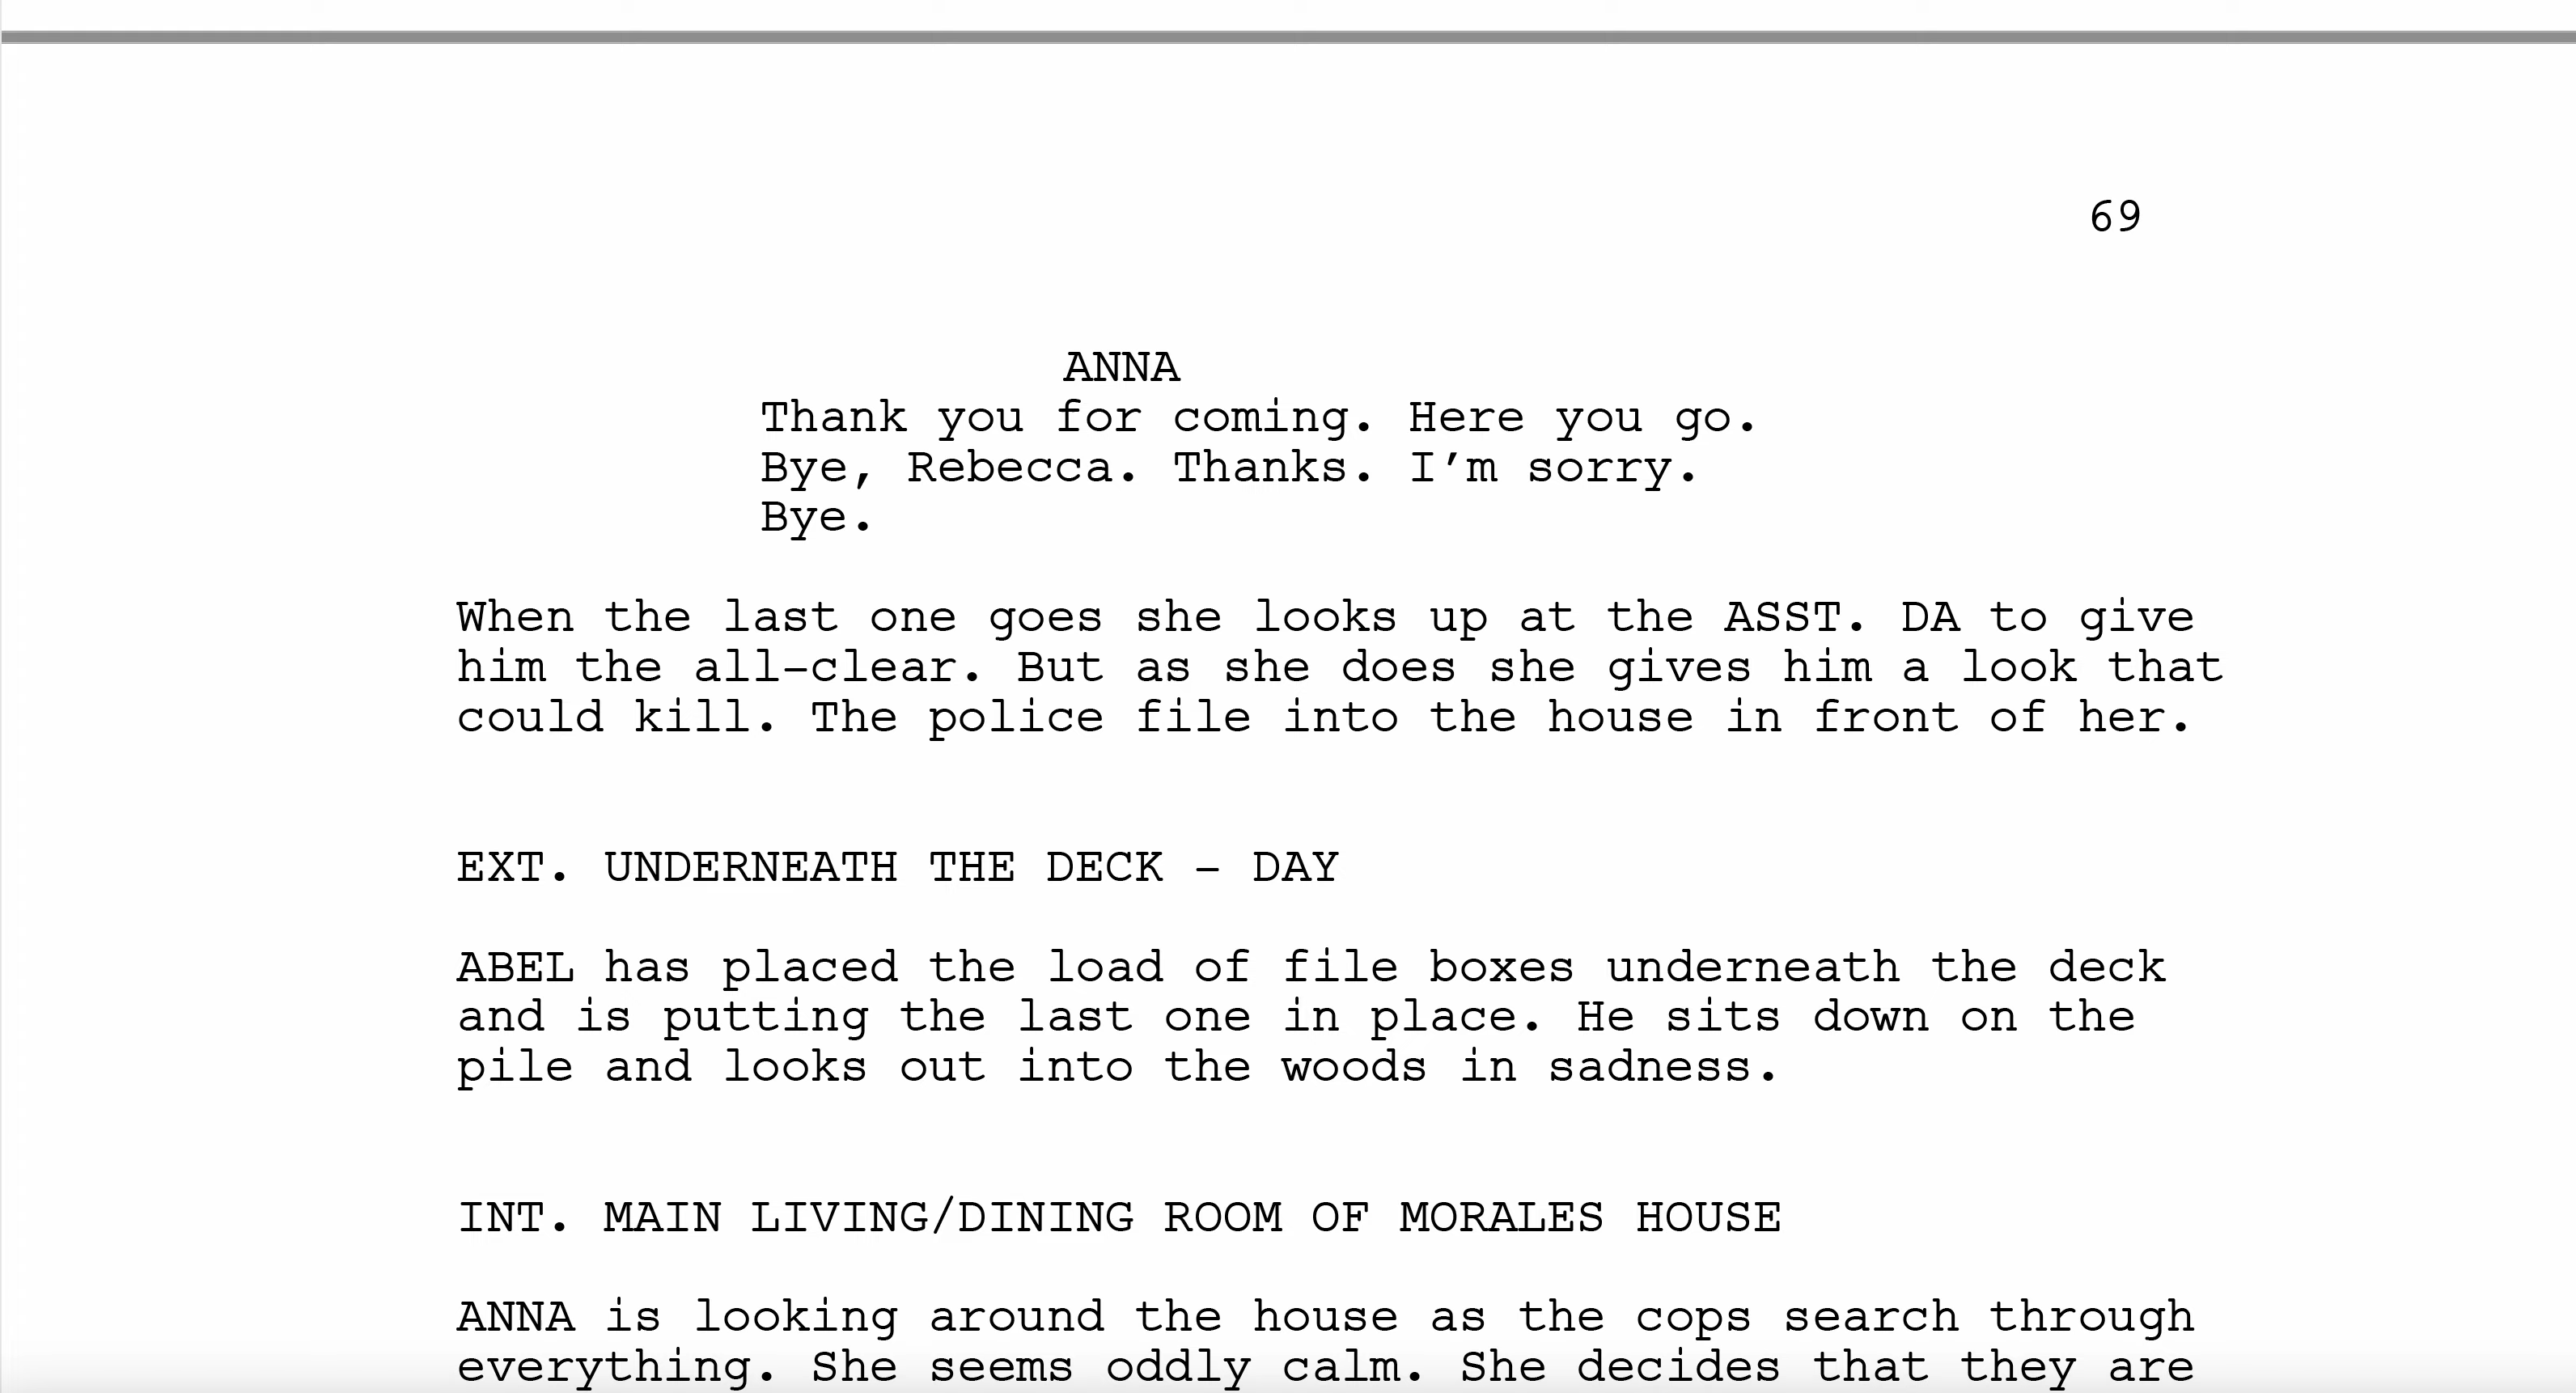 69
ANNA
Thank you for coming. Here you go.
Bye, Rebecca. Thanks. I’m sorry.
Bye.
When the last one goes she looks up at the ASST. DA to give
him the all-clear. But as she does she gives him a look that
could kill. The police file into the house in front of her.
EXT. UNDERNEATH THE DECK - DAY
ABEL has placed the load of file boxes underneath the deck
and is putting the last one in place. He sits down on the
pile and looks out into the woods in sadness.
INT. MAIN LIVING/DINING ROOM OF MORALES HOUSE
ANNA is looking around the house as the cops search through
everything. She seems oddly calm. She decides that they are